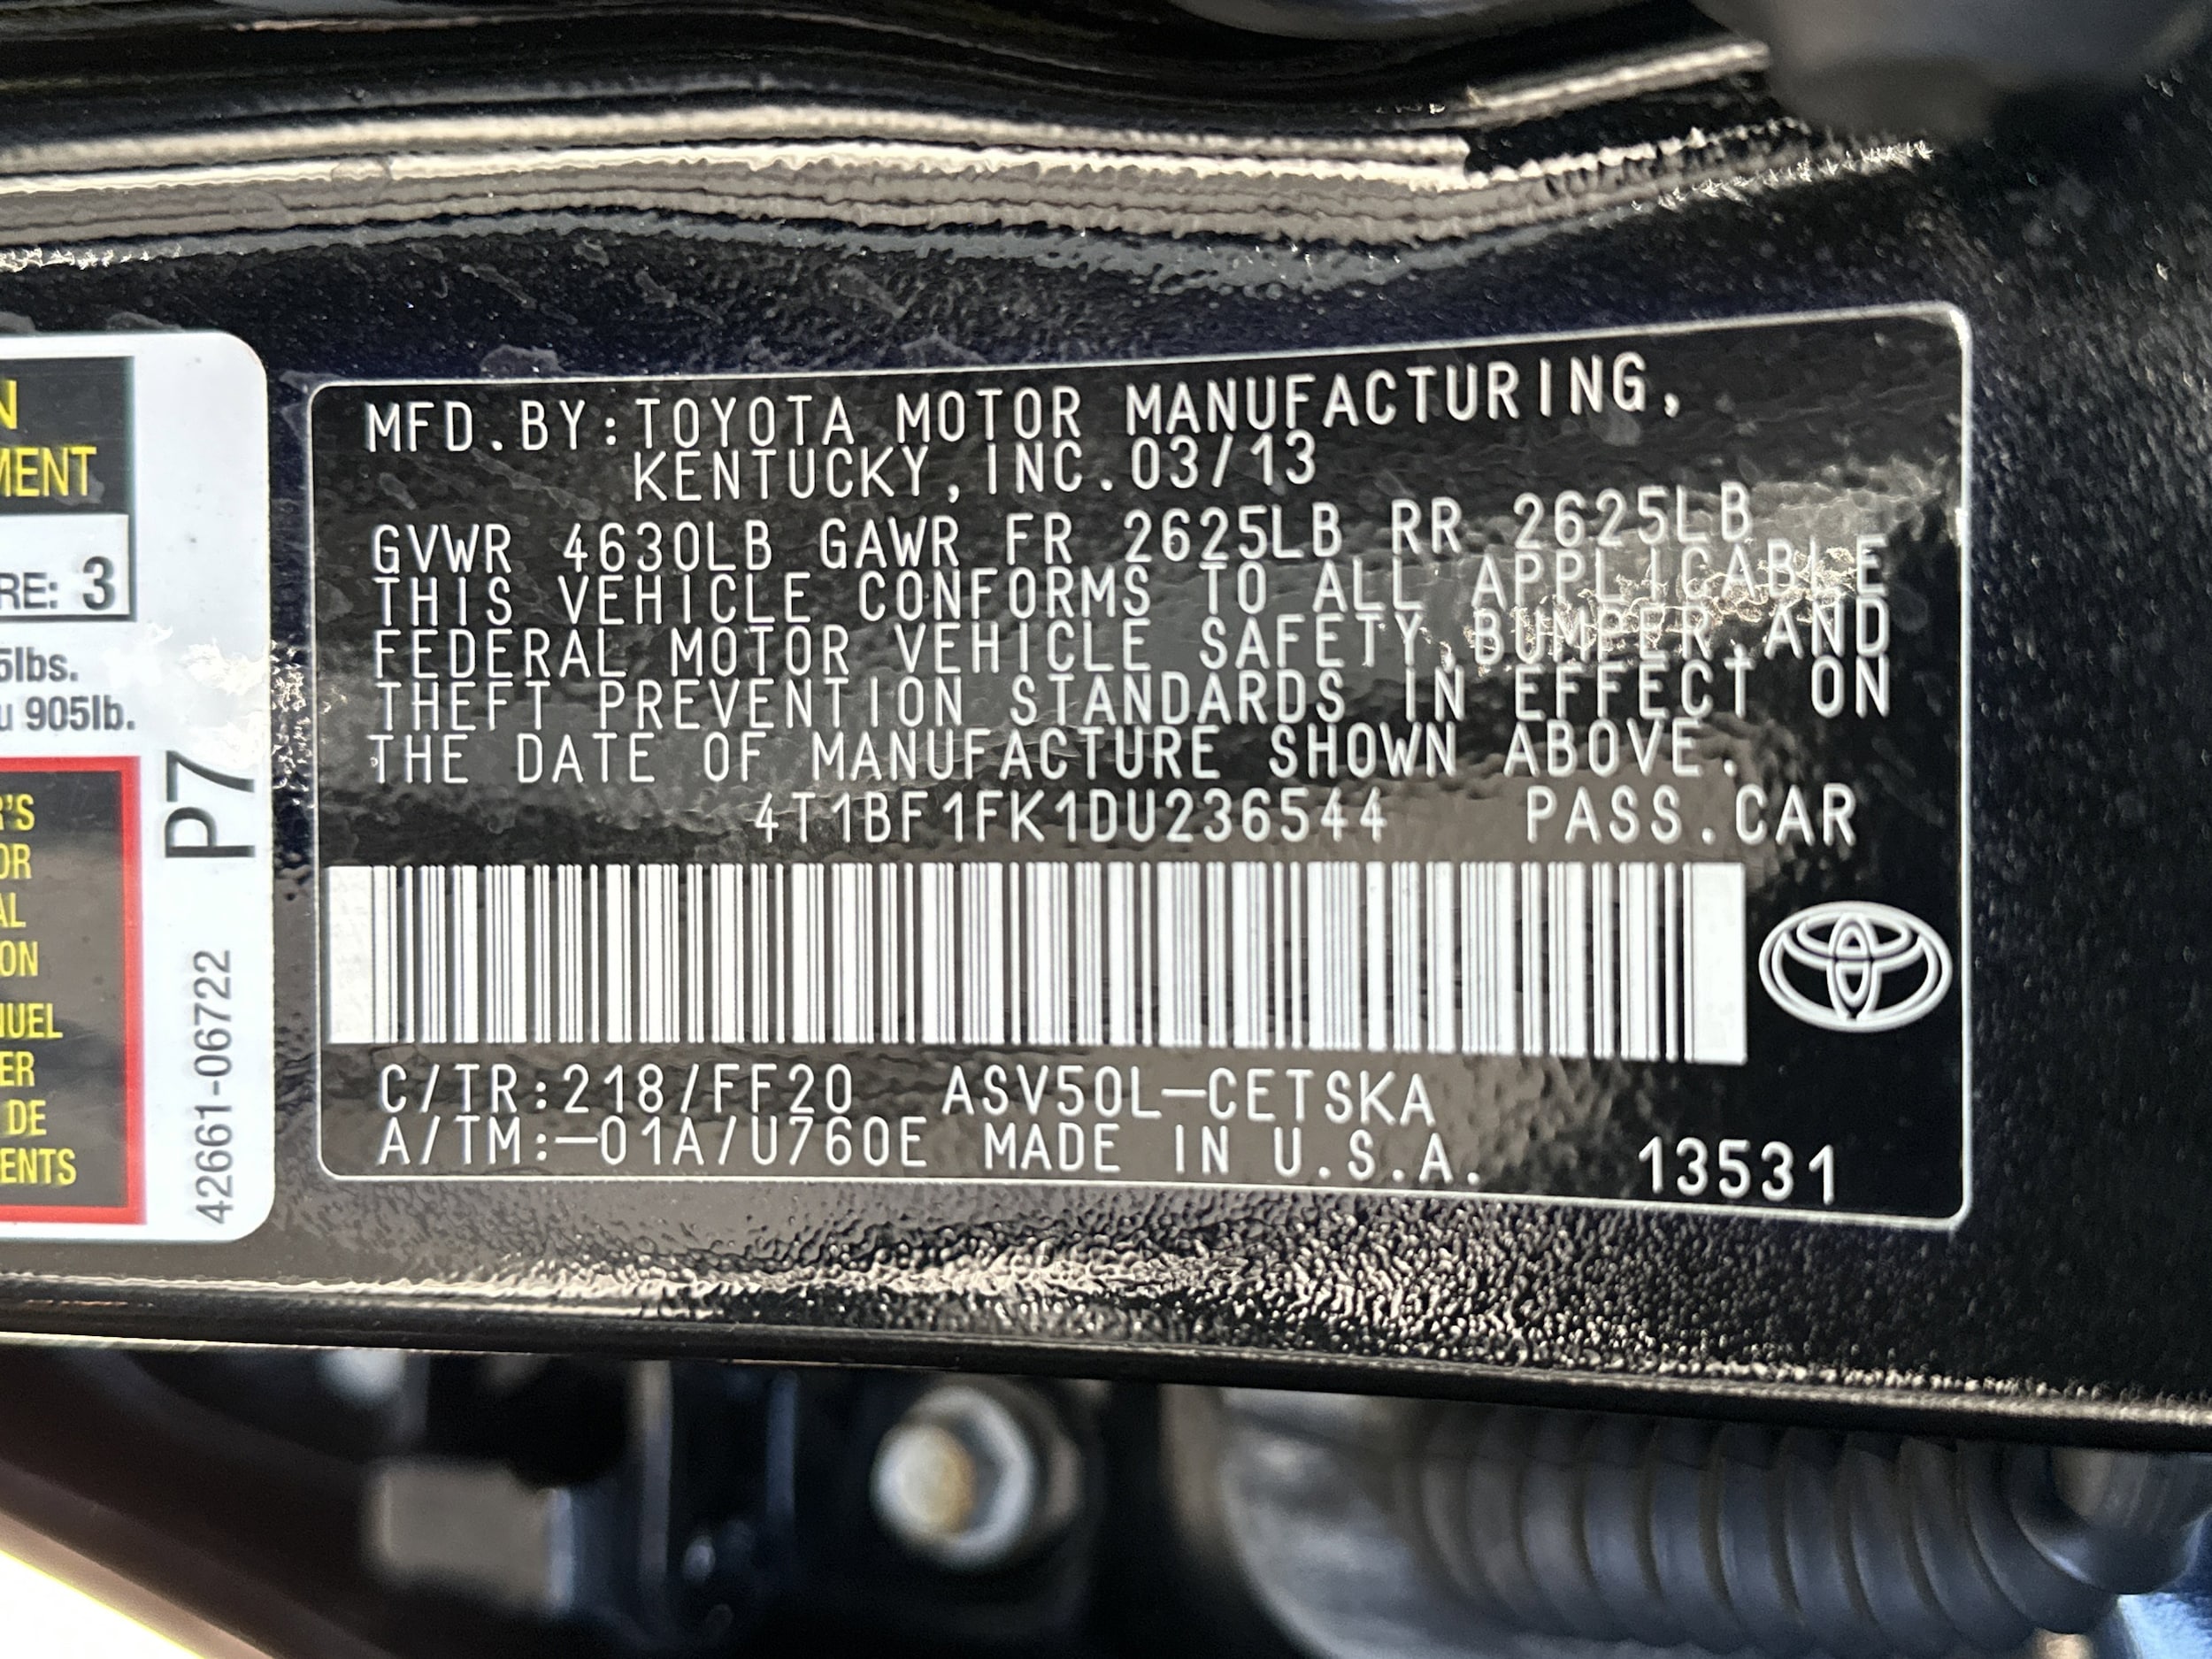 MFD.BY:TOYOTA MOTOR MANUFACTURING,
KENTUCKY,INC.03/13
GVWR 4630LB GAWR FR 2625LB RR 2625LB
THIS VEHICLE CONFORMS TO ALL APPLICABLE
FEDERAL MOTOR VEHICLE SAFETY,BUMPER,AND
THEFT PREVENTION STANDARDS IN EFFECT ON
THE DATE OF MANUFACTURE SHOWN ABOVE.
4T1BF1FK1DU236544 PASS.CAR
C/TR:218/FF20 ASV50L-CETSKA
A/TM:-01A/U760E MADE IN U.S.A. 13531
N
MENT
RE: 3
5lbs.
u 905lb.
R'S
OR
AL
ON
NUEL
ER
DE
ENTS
P7
42661-06722